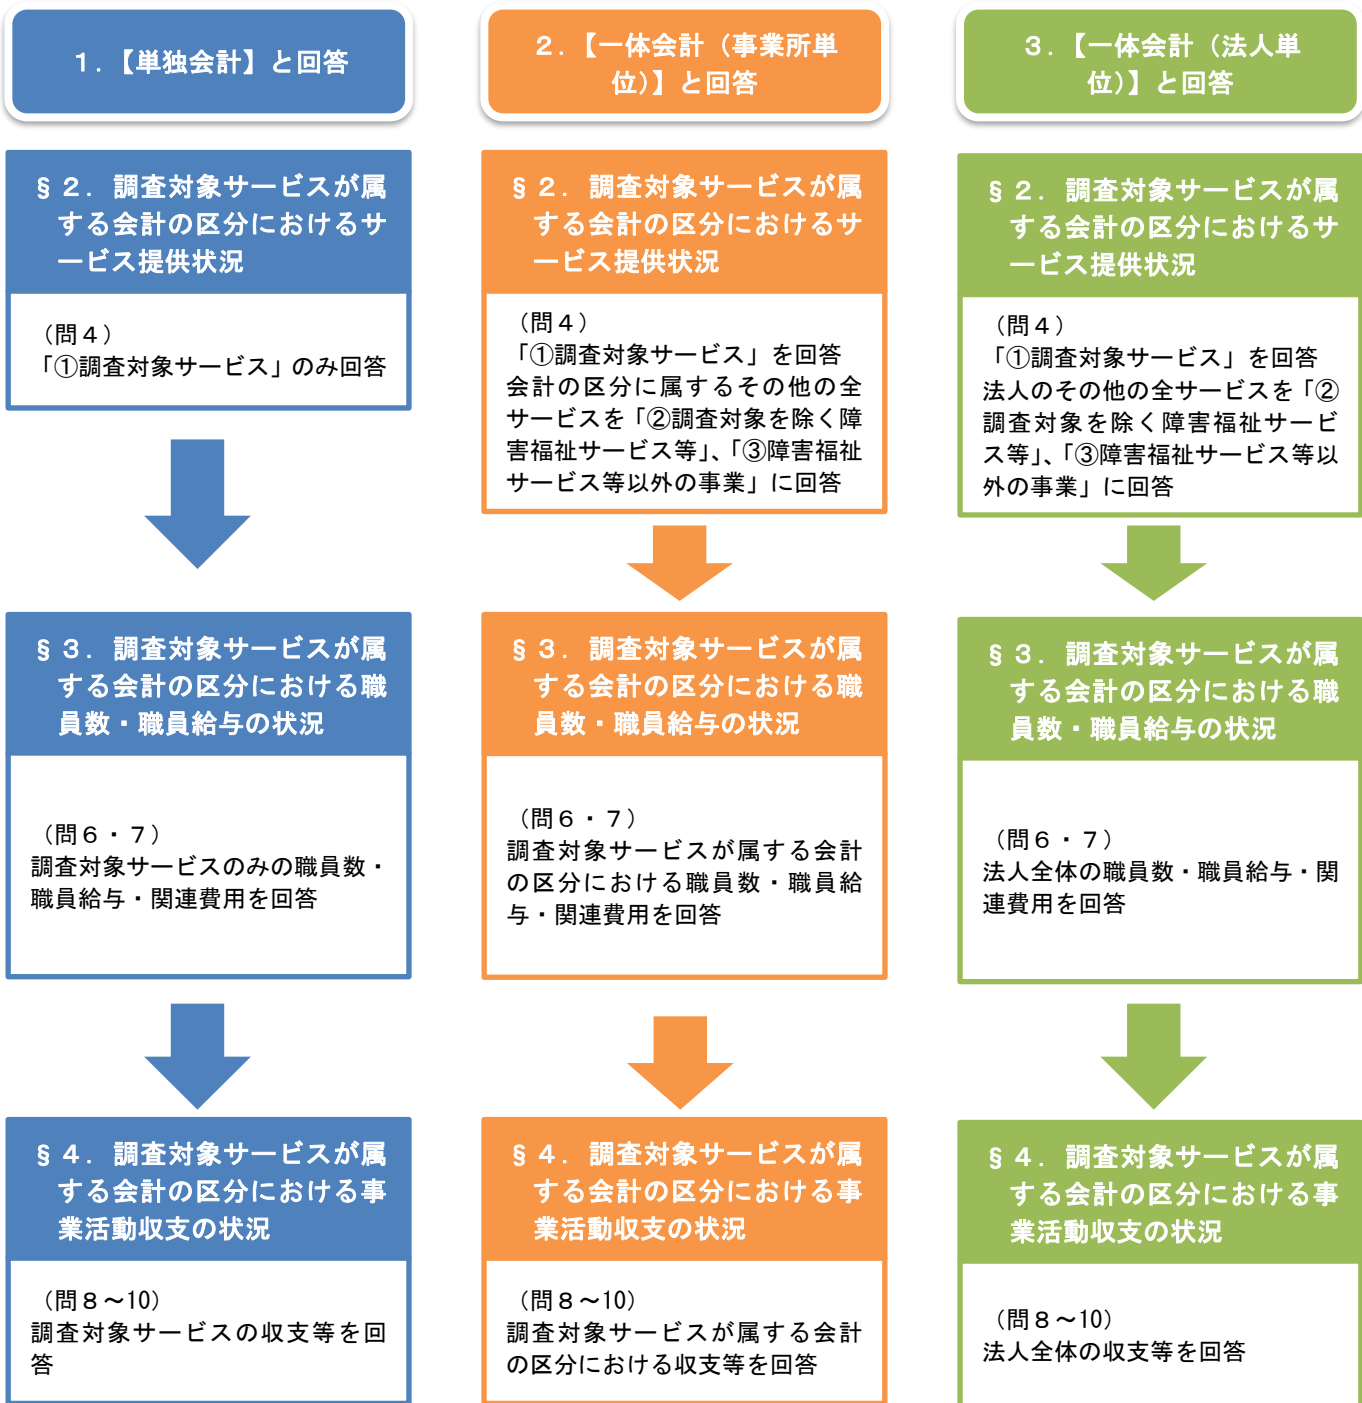 １．【単独会計】と回答
§２．調査対象サービスが属
する会計の区分におけるサ
ービス提供状況
（問４）
「①調査対象サービス」のみ回答
§３．調査対象サービスが属
する会計の区分における職
員数・職員給与の状況
（問６・７）
調査対象サービスのみの職員数・
職員給与・関連費用を回答
§４．調査対象サービスが属
する会計の区分における事
業活動収支の状況
（問８～10）
調査対象サービスの収支等を回
答
２．【一体会計（事業所単
位）】と回答
§２．調査対象サービスが属
する会計の区分におけるサ
ービス提供状況
（問４）
「①調査対象サービス」を回答
会計の区分に属するその他の全
サービスを「②調査対象を除く障
害福祉サービス等」、「③障害福祉
サービス等以外の事業」に回答
§３．調査対象サービスが属
する会計の区分における職
員数・職員給与の状況
（問６・７）
調査対象サービスが属する会計
の区分における職員数・職員給
与・関連費用を回答
§４．調査対象サービスが属
する会計の区分における事
業活動収支の状況
（問８～10）
調査対象サービスが属する会計
の区分における収支等を回答
３．【一体会計（法人単
位）】と回答
§２．調査対象サービスが属
する会計の区分におけるサ
ービス提供状況
（問４）
「①調査対象サービス」を回答
法人のその他の全サービスを「②
調査対象を除く障害福祉サービ
ス等」、「③障害福祉サービス等以
外の事業」に回答
§３．調査対象サービスが属
する会計の区分における職
員数・職員給与の状況
（問６・７）
法人全体の職員数・職員給与・関
連費用を回答
§４．調査対象サービスが属
する会計の区分における事
業活動収支の状況
（問８～10）
法人全体の収支等を回答